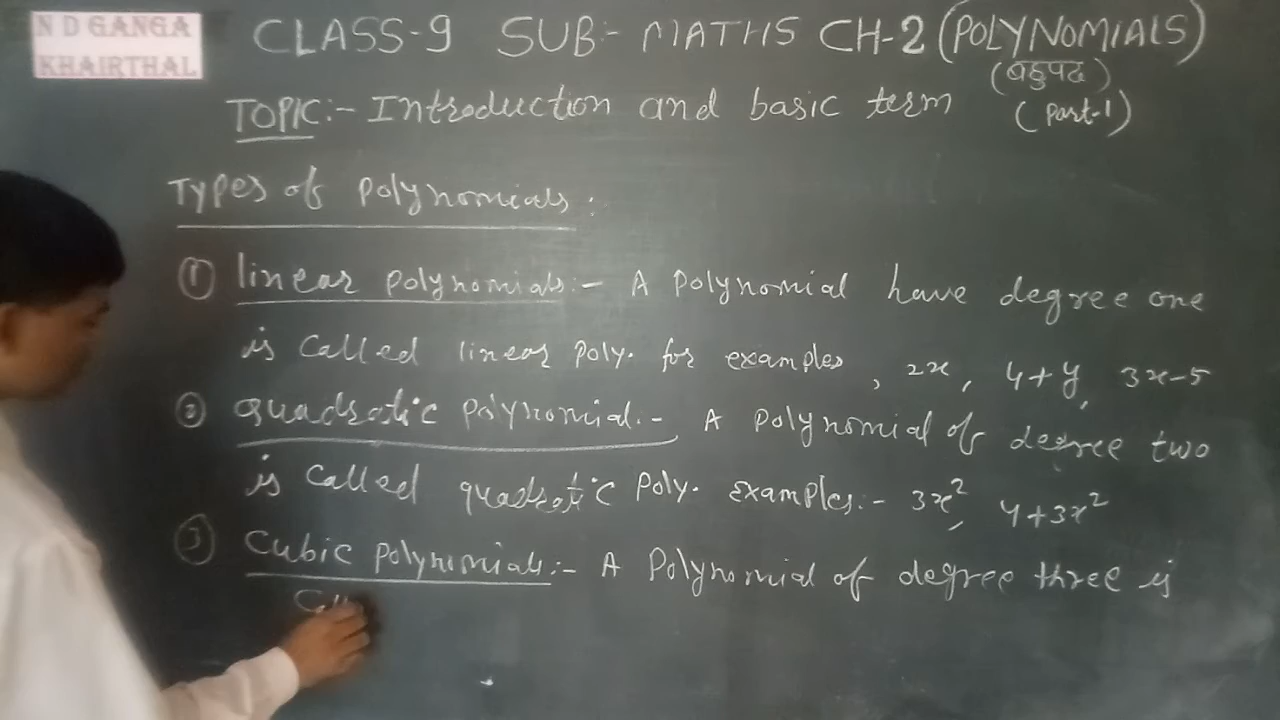 N D GANGA
KHAIRTHAL
CLASS-9 SUB:- MATHS CH-2 (POLYNOMIALS)
(बहुपद)
TOPIC:- Introduction and basic term (Part-1)
Types of Polynomials:
① linear polynomials:- A Polynomial have degree one
is called linear Poly. for examples, 2x, 4+y, 3x-5
② quadratic Polynomial:- A Polynomial of degree two
is called quadratic Poly. examples:- 3x², 4+3x²
③ Cubic Polynomials:- A Polynomial of degree three is